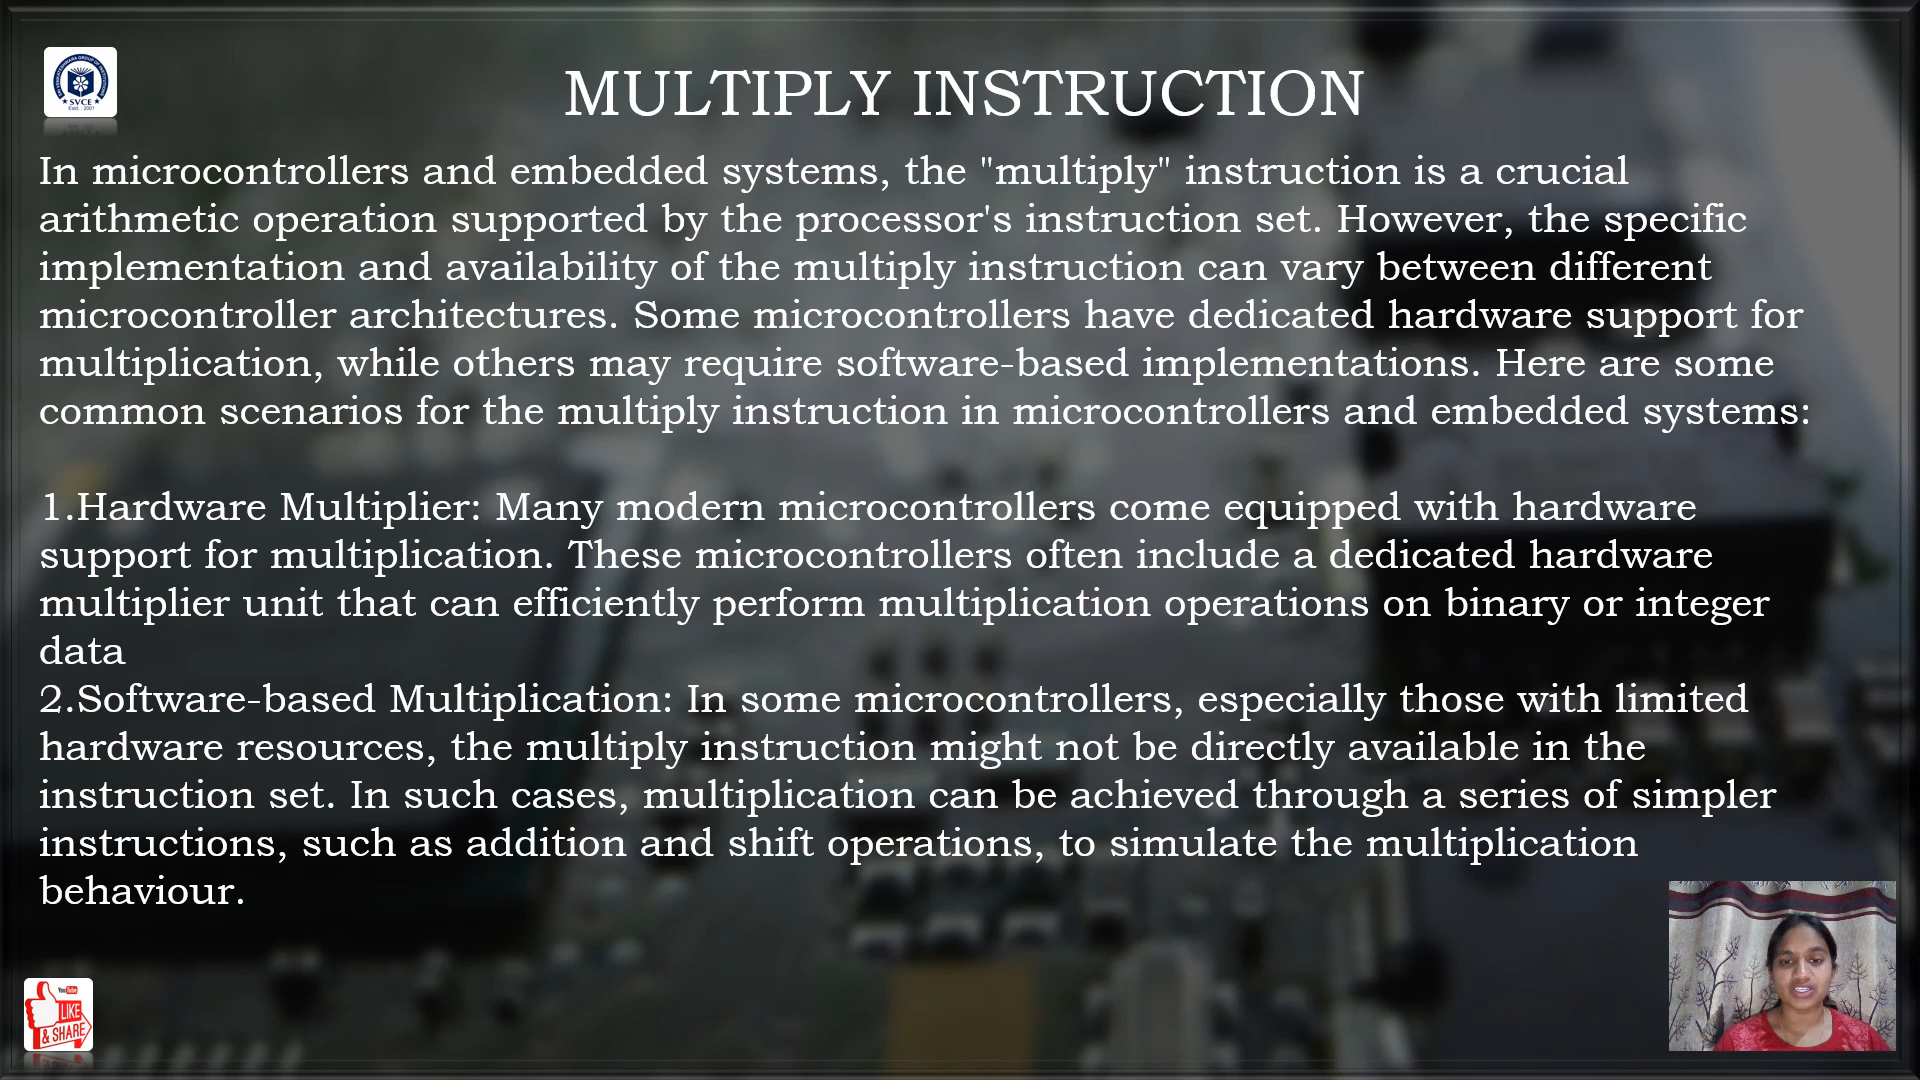 MULTIPLY INSTRUCTION
In microcontrollers and embedded systems, the "multiply" instruction is a crucial
arithmetic operation supported by the processor's instruction set. However, the specific
implementation and availability of the multiply instruction can vary between different
microcontroller architectures. Some microcontrollers have dedicated hardware support for
multiplication, while others may require software-based implementations. Here are some
common scenarios for the multiply instruction in microcontrollers and embedded systems:
1.Hardware Multiplier: Many modern microcontrollers come equipped with hardware
support for multiplication. These microcontrollers often include a dedicated hardware
multiplier unit that can efficiently perform multiplication operations on binary or integer
data
2.Software-based Multiplication: In some microcontrollers, especially those with limited
hardware resources, the multiply instruction might not be directly available in the
instruction set. In such cases, multiplication can be achieved through a series of simpler
instructions, such as addition and shift operations, to simulate the multiplication
behaviour.
SVCE
Estd. : 2001
YouTube
LIKE
& SHARE